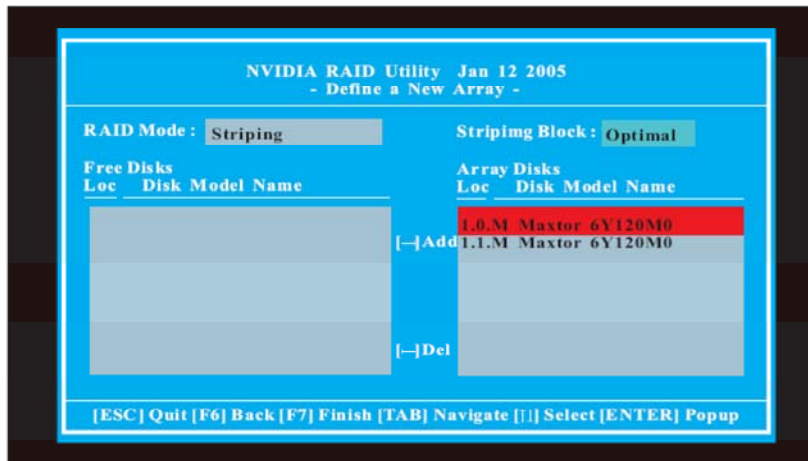 NVIDIA RAID Utility Jan 12 2005
- Define a New Array -
RAID Mode : Striping
Stripimg Block : Optimal
Free Disks
Loc Disk Model Name
Array Disks
Loc Disk Model Name
1.0.M Maxtor 6Y120M0
1.1.M Maxtor 6Y120M0
[—]Add
[—]Del
[ESC] Quit [F6] Back [F7] Finish [TAB] Navigate [↑↓] Select [ENTER] Popup